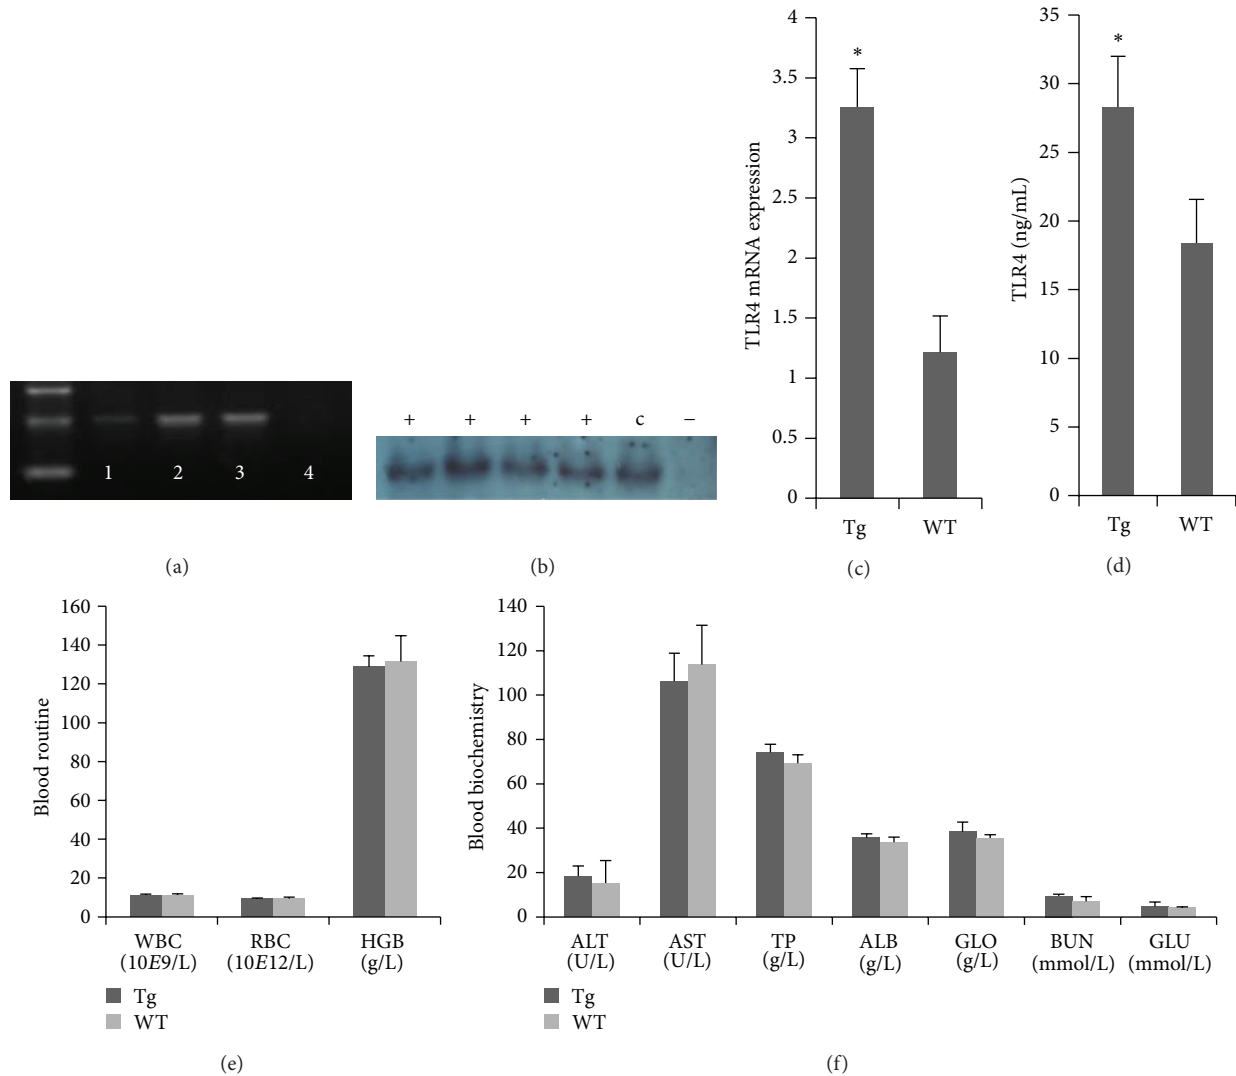 1 2 3 4
(a)
+ + + + c −
(b)
TLR4 mRNA expression
4
3.5
3
2.5
2
1.5
1
0.5
0
*
Tg WT
(c)
TLR4 (ng/mL)
35
30
25
20
15
10
5
0
*
Tg WT
(d)
Blood routine
160
140
120
100
80
60
40
20
0
WBC RBC HGB
(10E9/L) (10E12/L) (g/L)
Tg
WT
(e)
Blood biochemistry
140
120
100
80
60
40
20
0
ALT AST TP ALB GLO BUN GLU
(U/L) (U/L) (g/L) (g/L) (g/L) (mmol/L) (mmol/L)
Tg
WT
(f)